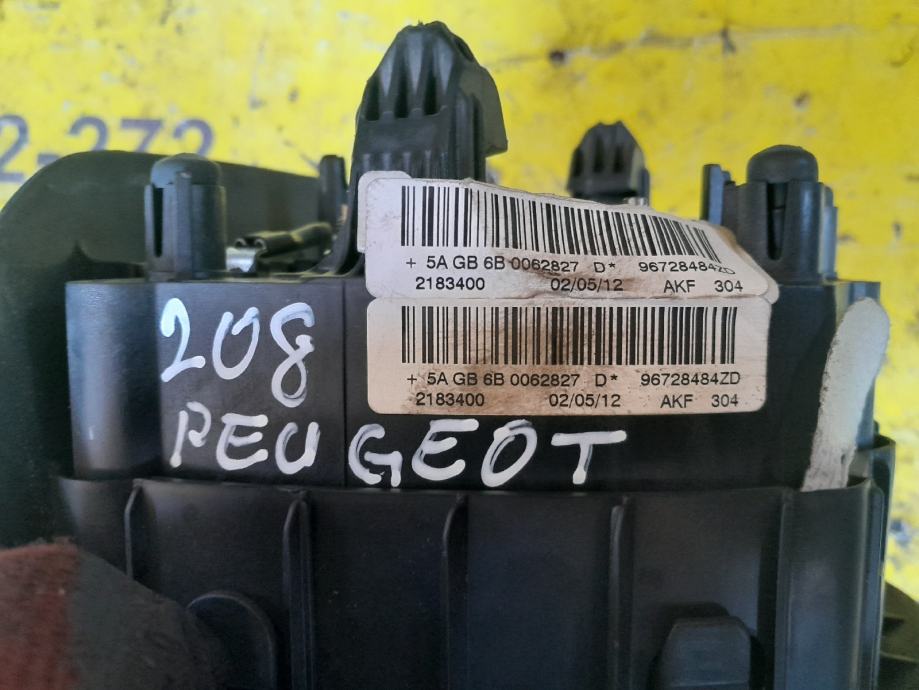 2-272
+ 5A GB 6B 0062827 D* 96728484ZD
2183400 02/05/12 AKF 304
+ 5A GB 6B 0062827 D* 96728484ZD
2183400 02/05/12 AKF 304
208
PEUGEOT